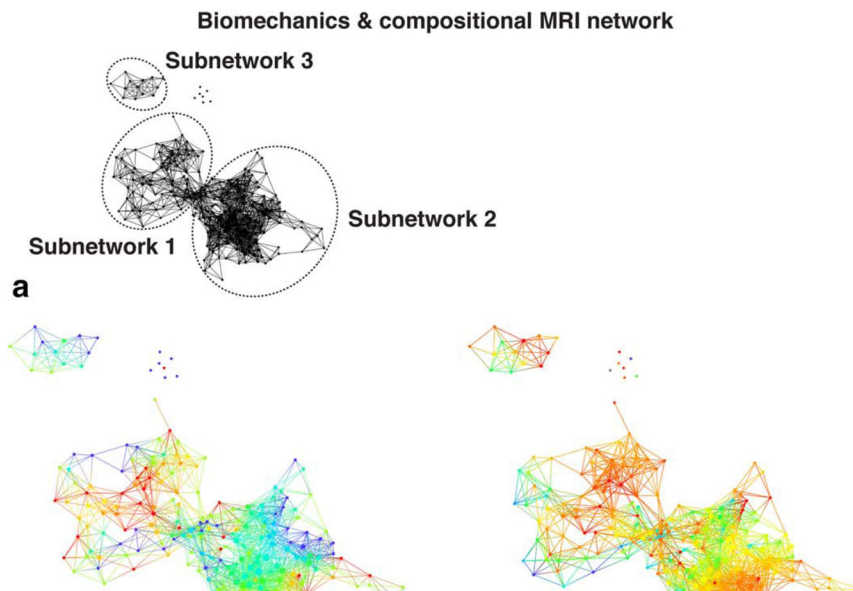 Biomechanics & compositional MRI network
Subnetwork 3
Subnetwork 2
Subnetwork 1
a